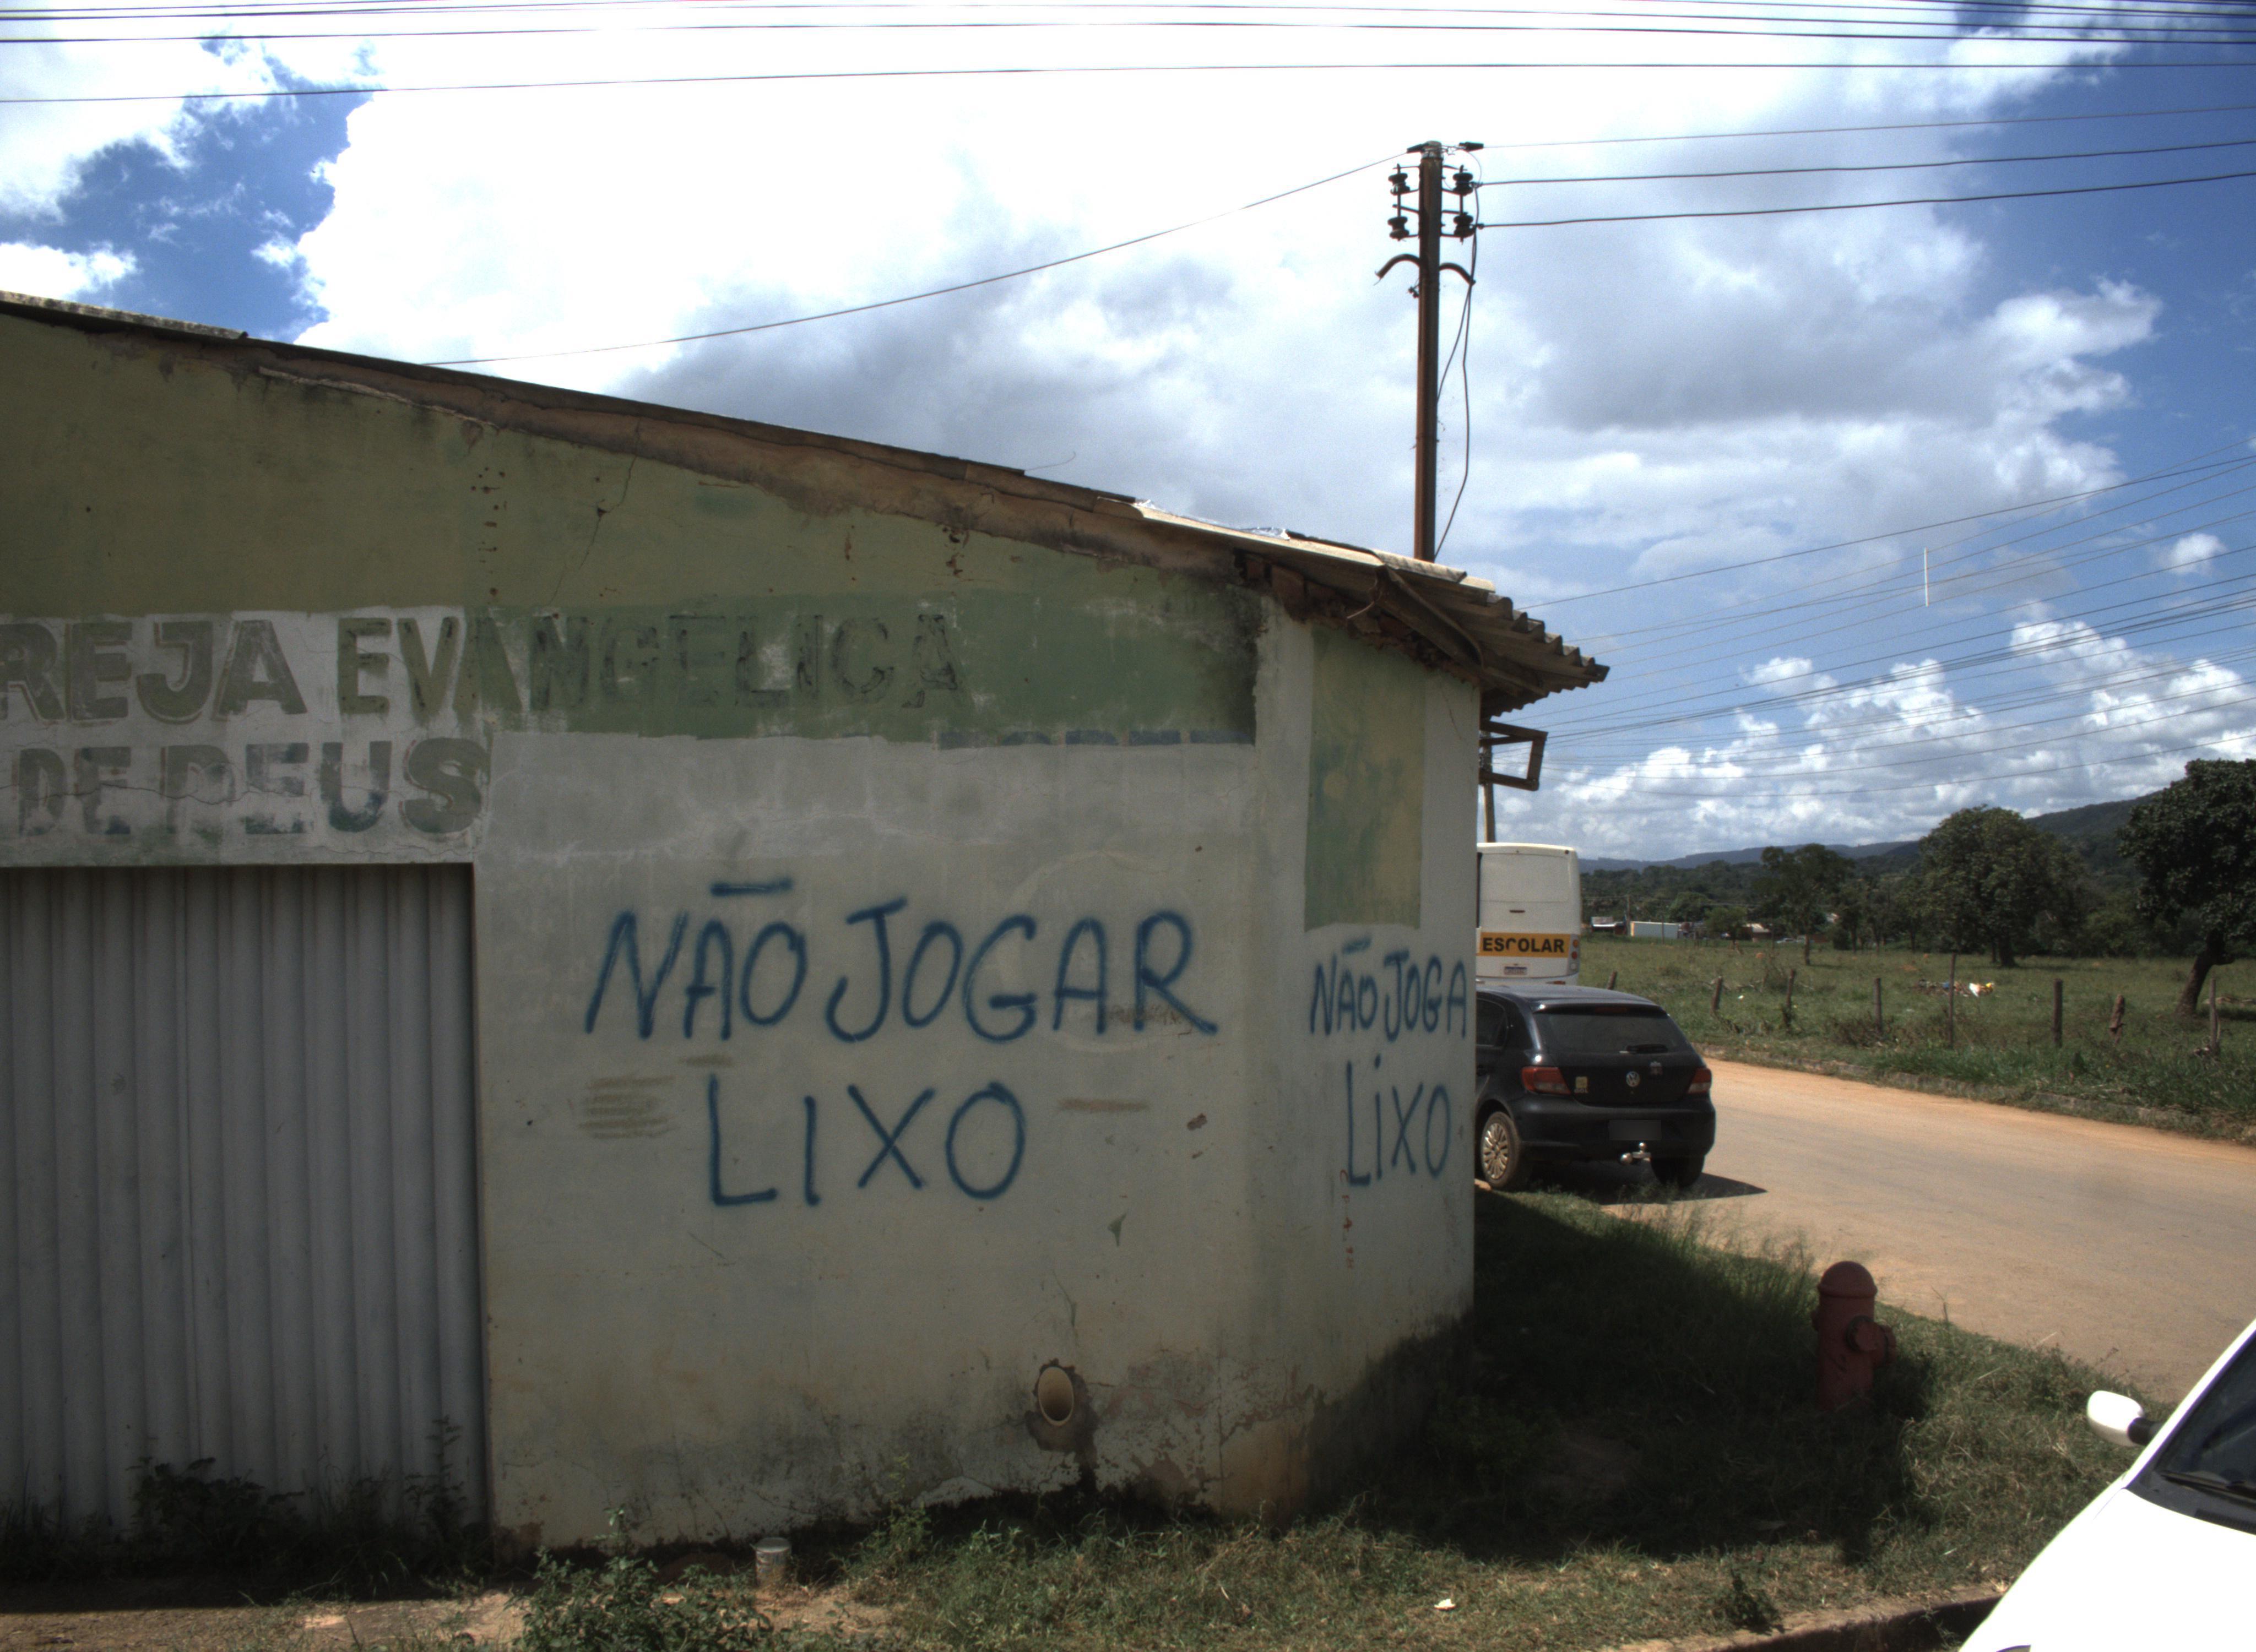 REJA EVANGELICA
DE DEUS
NÃO JOGAR
LIXO
NÃO JOGA
LiXO
ESCOLAR